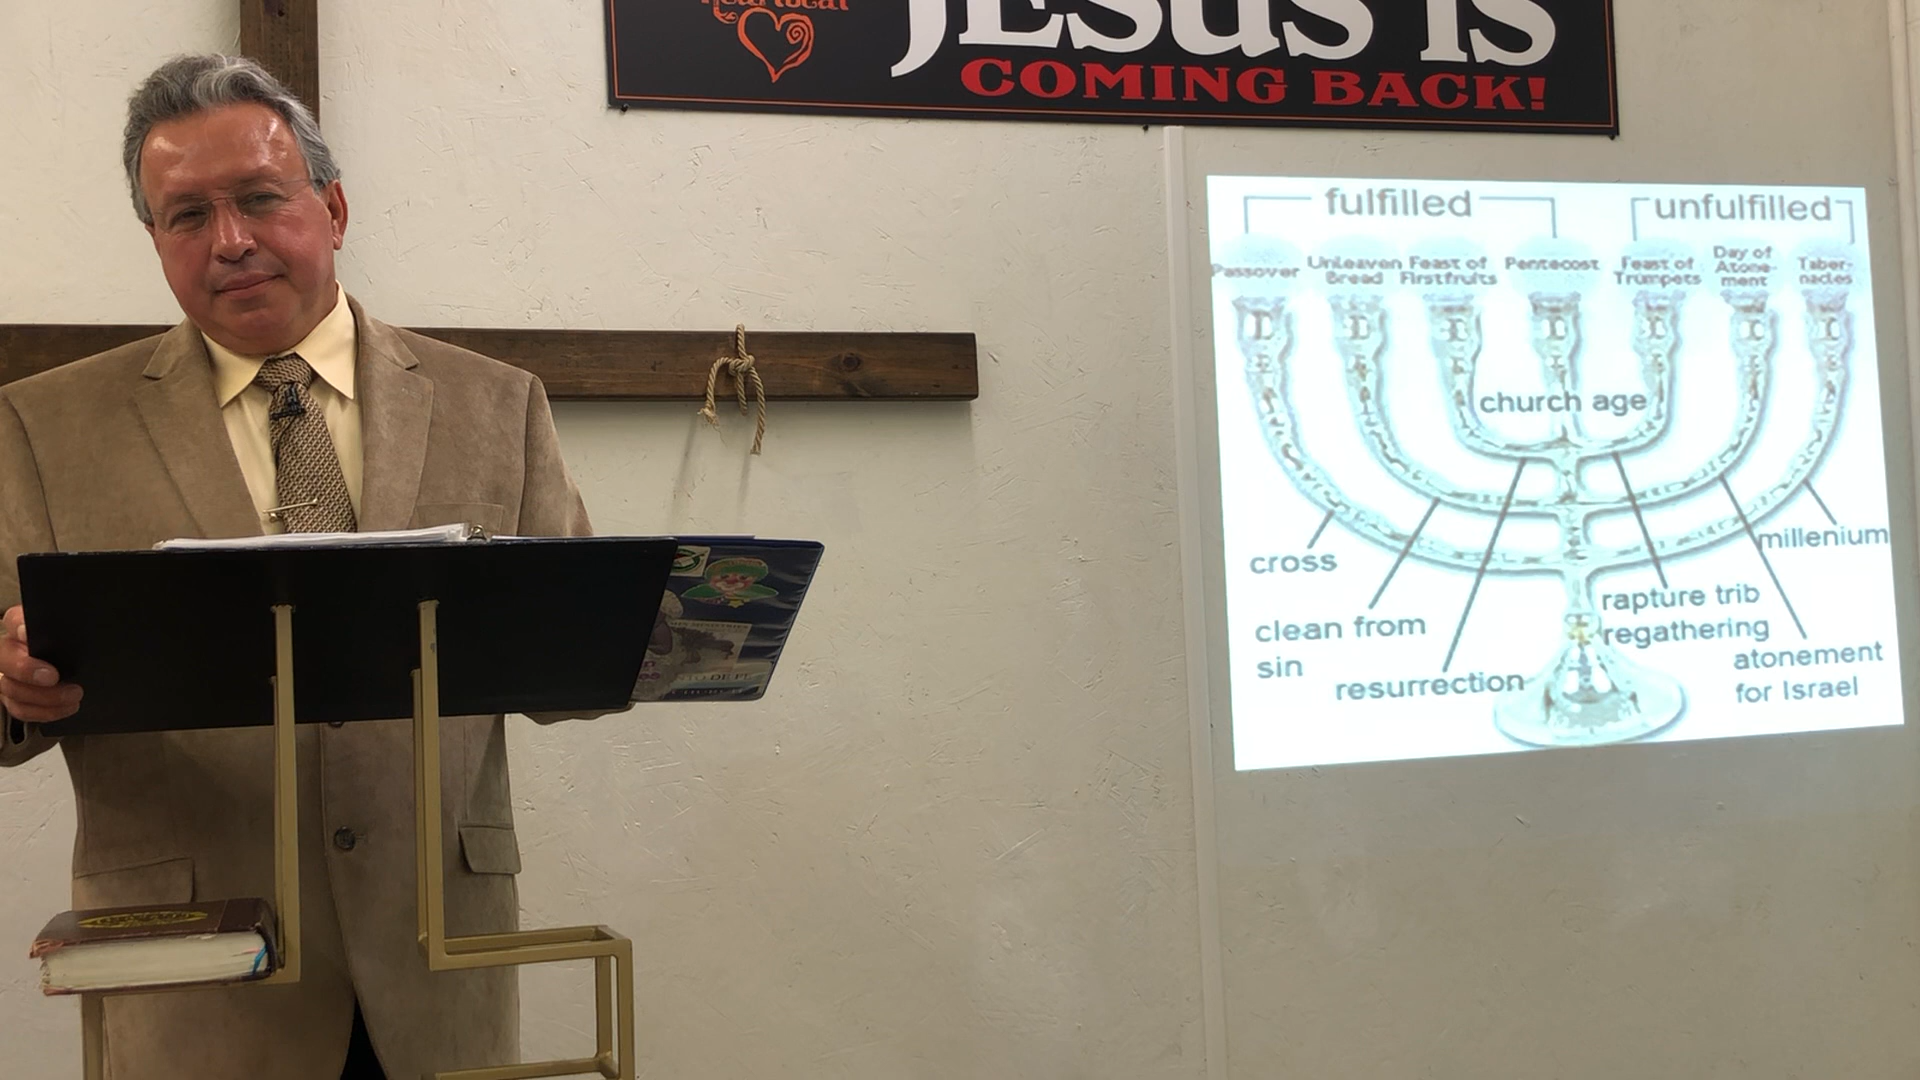 Heartbeat
JESUS IS
COMING BACK!
fulfilled
unfulfilled
Passover
Unleaven
Bread
Feast of
Firstfruits
Pentecost
Feast of
Trumpets
Day of
Atone-
ment
Taber-
nacles
church age
cross
clean from
sin
resurrection
rapture trib
regathering
millenium
atonement
for Israel